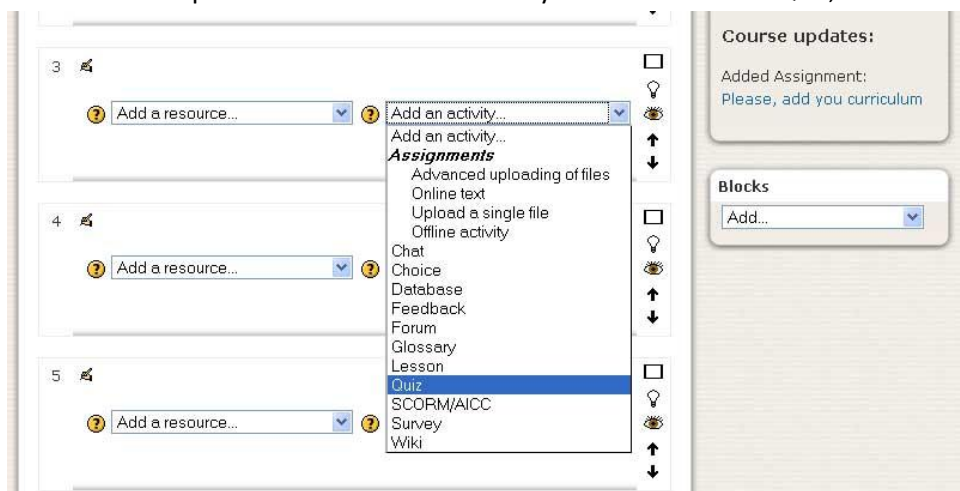 3
Add a resource...
Add an activity...
Add an activity...
Assignments
Advanced uploading of files
Online text
Upload a single file
Offline activity
Chat
Choice
Database
Feedback
Forum
Glossary
Lesson
Quiz
SCORM/AICC
Survey
Wiki
4
Add a resource...
5
Add a resource...
Course updates:
Added Assignment:
Please, add you curriculum
Blocks
Add...